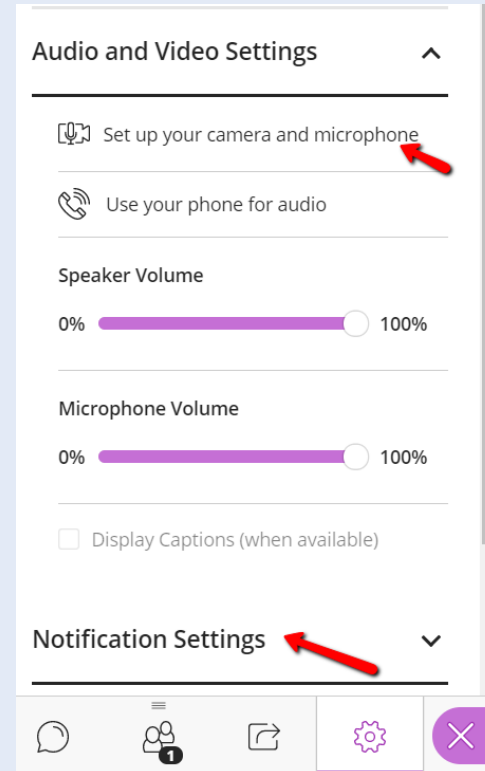 Audio and Video Settings
Set up your camera and microphone
Use your phone for audio
Speaker Volume
0% 100%
Microphone Volume
0% 100%
Display Captions (when available)
Notification Settings
1